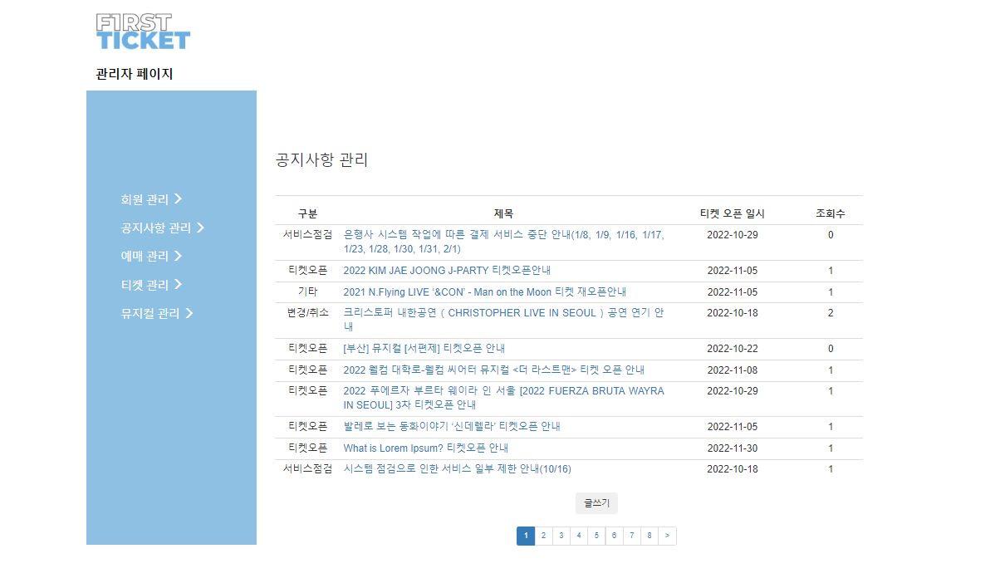 F1RST
TICKET
관리자 페이지
회원 관리
공지사항 관리
예매 관리
티켓 관리
뮤지컬 관리
공지사항 관리
구분 제목 티켓 오픈 일시 조회수
서비스점검 은행사 시스템 작업에 따른 결제 서비스 중단 안내(1/8, 1/9, 1/16, 1/17, 2022-10-29 0
1/23, 1/28, 1/30, 1/31, 2/1)
티켓오픈 2022 KIM JAE JOONG J-PARTY 티켓오픈안내 2022-11-05 1
기타 2021 N.Flying LIVE ‘&CON’ - Man on the Moon 티켓 재오픈안내 2022-11-05 1
변경/취소 크리스토퍼 내한공연 ( CHRISTOPHER LIVE IN SEOUL ) 공연 연기 안 2022-10-18 2
내
티켓오픈 [부산] 뮤지컬 [서편제] 티켓오픈 안내 2022-10-22 0
티켓오픈 2022 웰컴 대학로-웰컴 씨어터 뮤지컬 <더 라스트맨> 티켓 오픈 안내 2022-11-08 1
티켓오픈 2022 푸에르자 부르타 웨이라 인 서울 [2022 FUERZA BRUTA WAYRA 2022-10-29 1
IN SEOUL] 3차 티켓오픈 안내
티켓오픈 발레로 보는 동화이야기 ‘신데렐라’ 티켓오픈 안내 2022-11-05 1
티켓오픈 What is Lorem Ipsum? 티켓오픈 안내 2022-11-30 1
서비스점검 시스템 점검으로 인한 서비스 일부 제한 안내(10/16) 2022-10-18 1
글쓰기
1 2 3 4 5 6 7 8 >